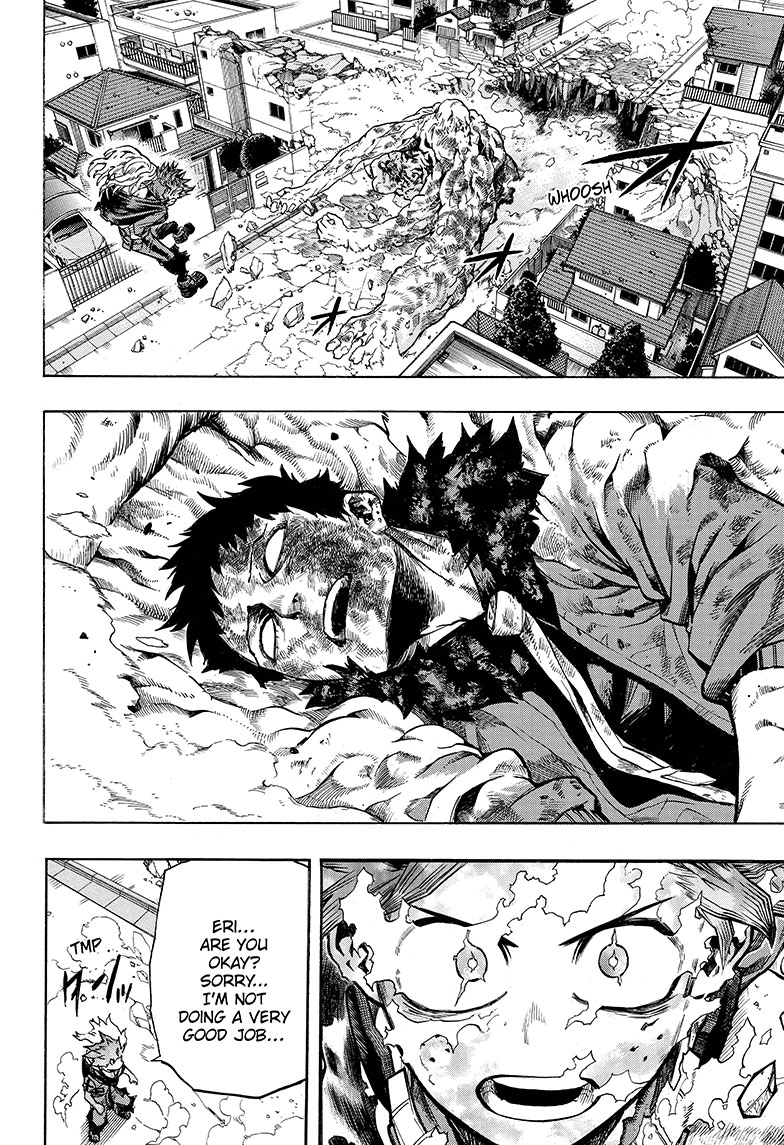 WHOOSH
ERI...
ARE YOU
OKAY?
SORRY...
I'M NOT
DOING A VERY
GOOD JOB...
TMP